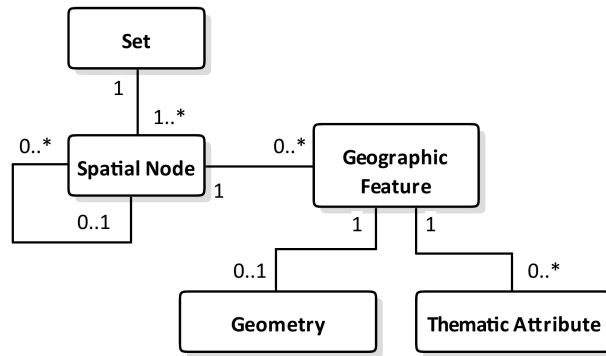 Set
1
1..*
0..*
Spatial Node
0..1
1
0..*
Geographic
Feature
1
1
0..1
0..*
Geometry
Thematic Attribute